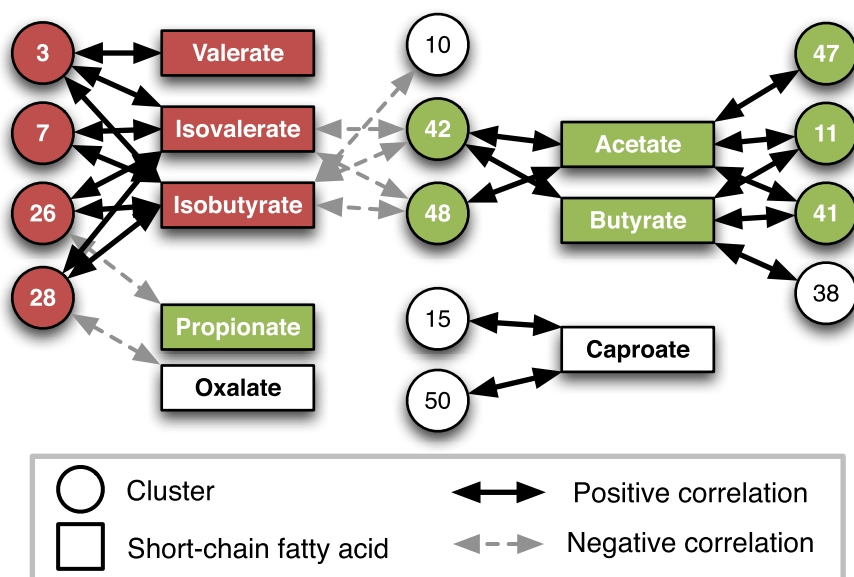 3
Valerate
10
47
7
Isovalerate
42
Acetate
11
26
Isobutyrate
48
Butyrate
41
28
Propionate
15
Caproate
38
Oxalate
50
Cluster
Positive correlation
Short-chain fatty acid
Negative correlation